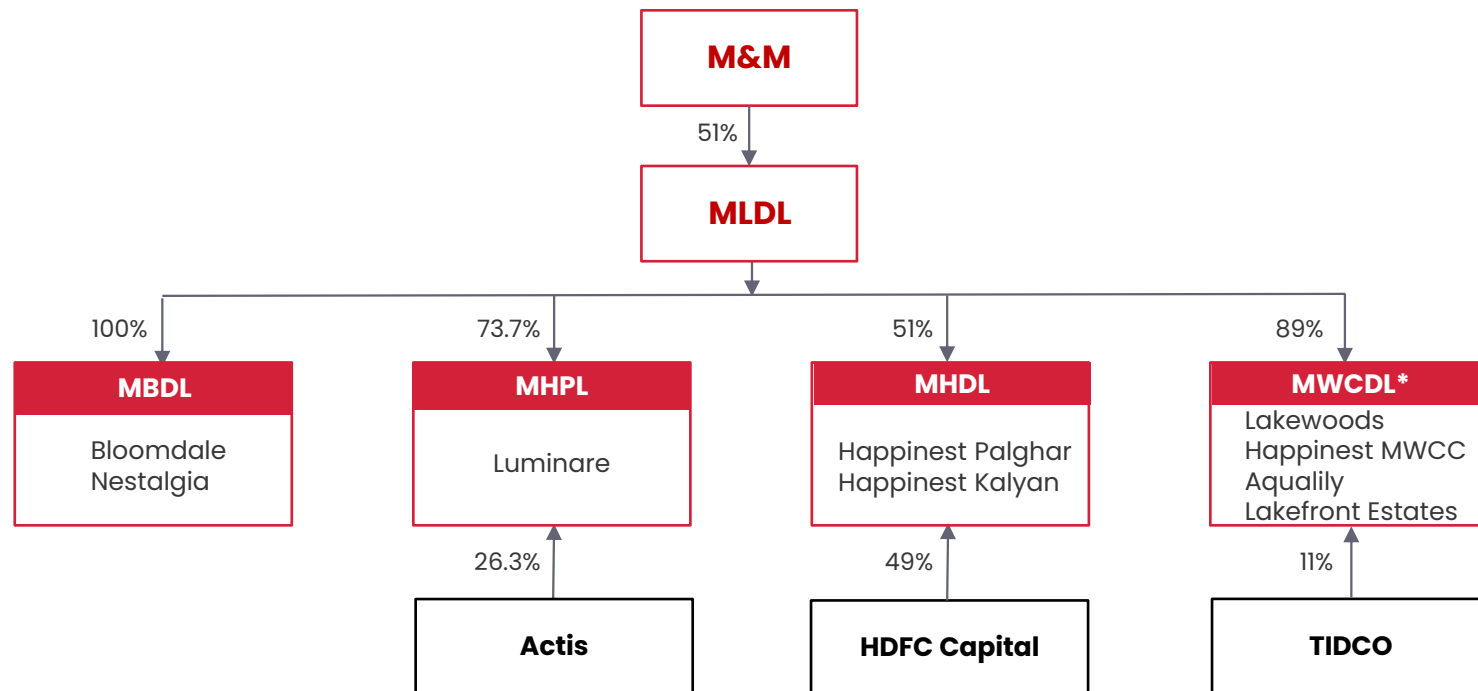 M&M
51%
MLDL
100%
73.7%
51%
89%
MBDL
MHPL
MHDL
MWCDL*
Bloomdale
Nestalgia
Luminare
Happinest Palghar
Happinest Kalyan
Lakewoods
Happinest MWCC
Aqualily
Lakefront Estates
26.3%
49%
11%
Actis
HDFC Capital
TIDCO